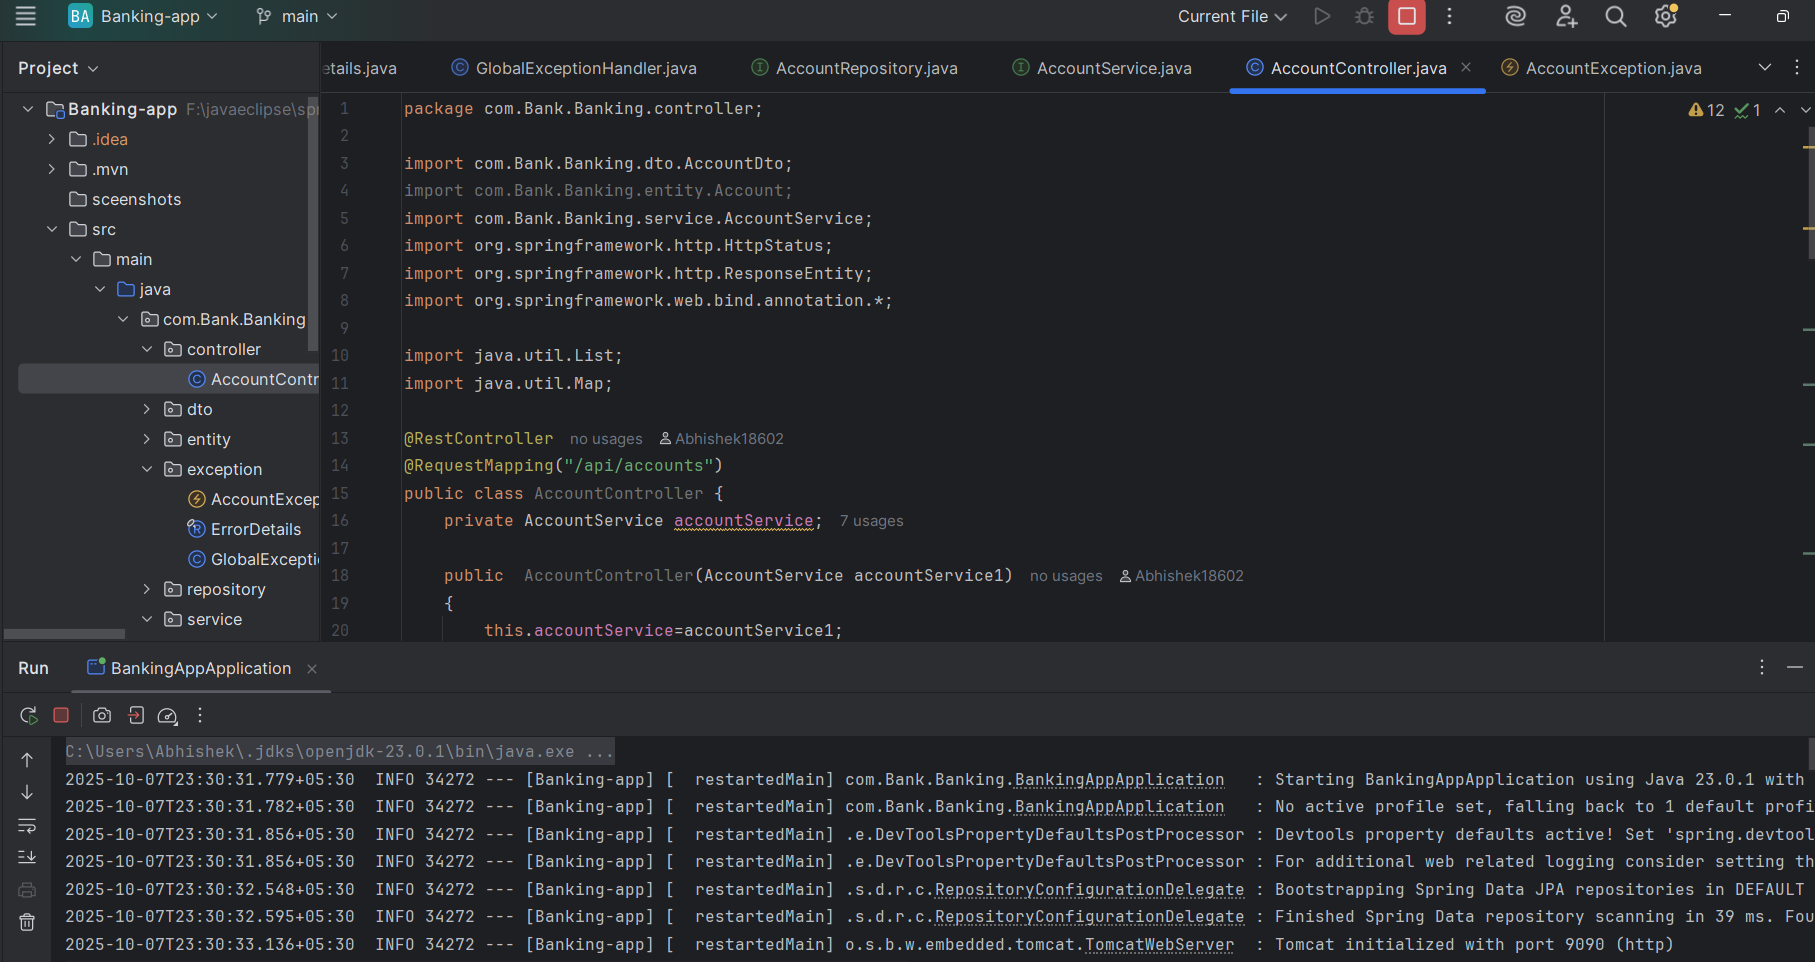 BA Banking-app main Current File
Project
etails.java GlobalExceptionHandler.java AccountRepository.java AccountService.java AccountController.java AccountException.java
Banking-app F:\javaeclipse\spr
.idea
.mvn
sceenshots
src
main
java
com.Bank.Banking
controller
AccountContr
dto
entity
exception
AccountExcep
ErrorDetails
GlobalExcepti
repository
service
12 1
1 package com.Bank.Banking.controller;
2
3 import com.Bank.Banking.dto.AccountDto;
4 import com.Bank.Banking.entity.Account;
5 import com.Bank.Banking.service.AccountService;
6 import org.springframework.http.HttpStatus;
7 import org.springframework.http.ResponseEntity;
8 import org.springframework.web.bind.annotation.*;
9
10 import java.util.List;
11 import java.util.Map;
12
13 @RestController no usages Abhishek18602
14 @RequestMapping("/api/accounts")
15 public class AccountController {
16 private AccountService accountService; 7 usages
17
18 public AccountController(AccountService accountService1) no usages Abhishek18602
19 {
20 this.accountService=accountService1;
Run BankingAppApplication
C:\Users\Abhishek\.jdks\openjdk-23.0.1\bin\java.exe ...
2025-10-07T23:30:31.779+05:30 INFO 34272 --- [Banking-app] [ restartedMain] com.Bank.Banking.BankingAppApplication : Starting BankingAppApplication using Java 23.0.1 with
2025-10-07T23:30:31.782+05:30 INFO 34272 --- [Banking-app] [ restartedMain] com.Bank.Banking.BankingAppApplication : No active profile set, falling back to 1 default profi
2025-10-07T23:30:31.856+05:30 INFO 34272 --- [Banking-app] [ restartedMain] .e.DevToolsPropertyDefaultsPostProcessor : Devtools property defaults active! Set 'spring.devtool
2025-10-07T23:30:31.856+05:30 INFO 34272 --- [Banking-app] [ restartedMain] .e.DevToolsPropertyDefaultsPostProcessor : For additional web related logging consider setting th
2025-10-07T23:30:32.548+05:30 INFO 34272 --- [Banking-app] [ restartedMain] .s.d.r.c.RepositoryConfigurationDelegate : Bootstrapping Spring Data JPA repositories in DEFAULT
2025-10-07T23:30:32.595+05:30 INFO 34272 --- [Banking-app] [ restartedMain] .s.d.r.c.RepositoryConfigurationDelegate : Finished Spring Data repository scanning in 39 ms. Fou
2025-10-07T23:30:33.136+05:30 INFO 34272 --- [Banking-app] [ restartedMain] o.s.b.w.embedded.tomcat.TomcatWebServer : Tomcat initialized with port 9090 (http)